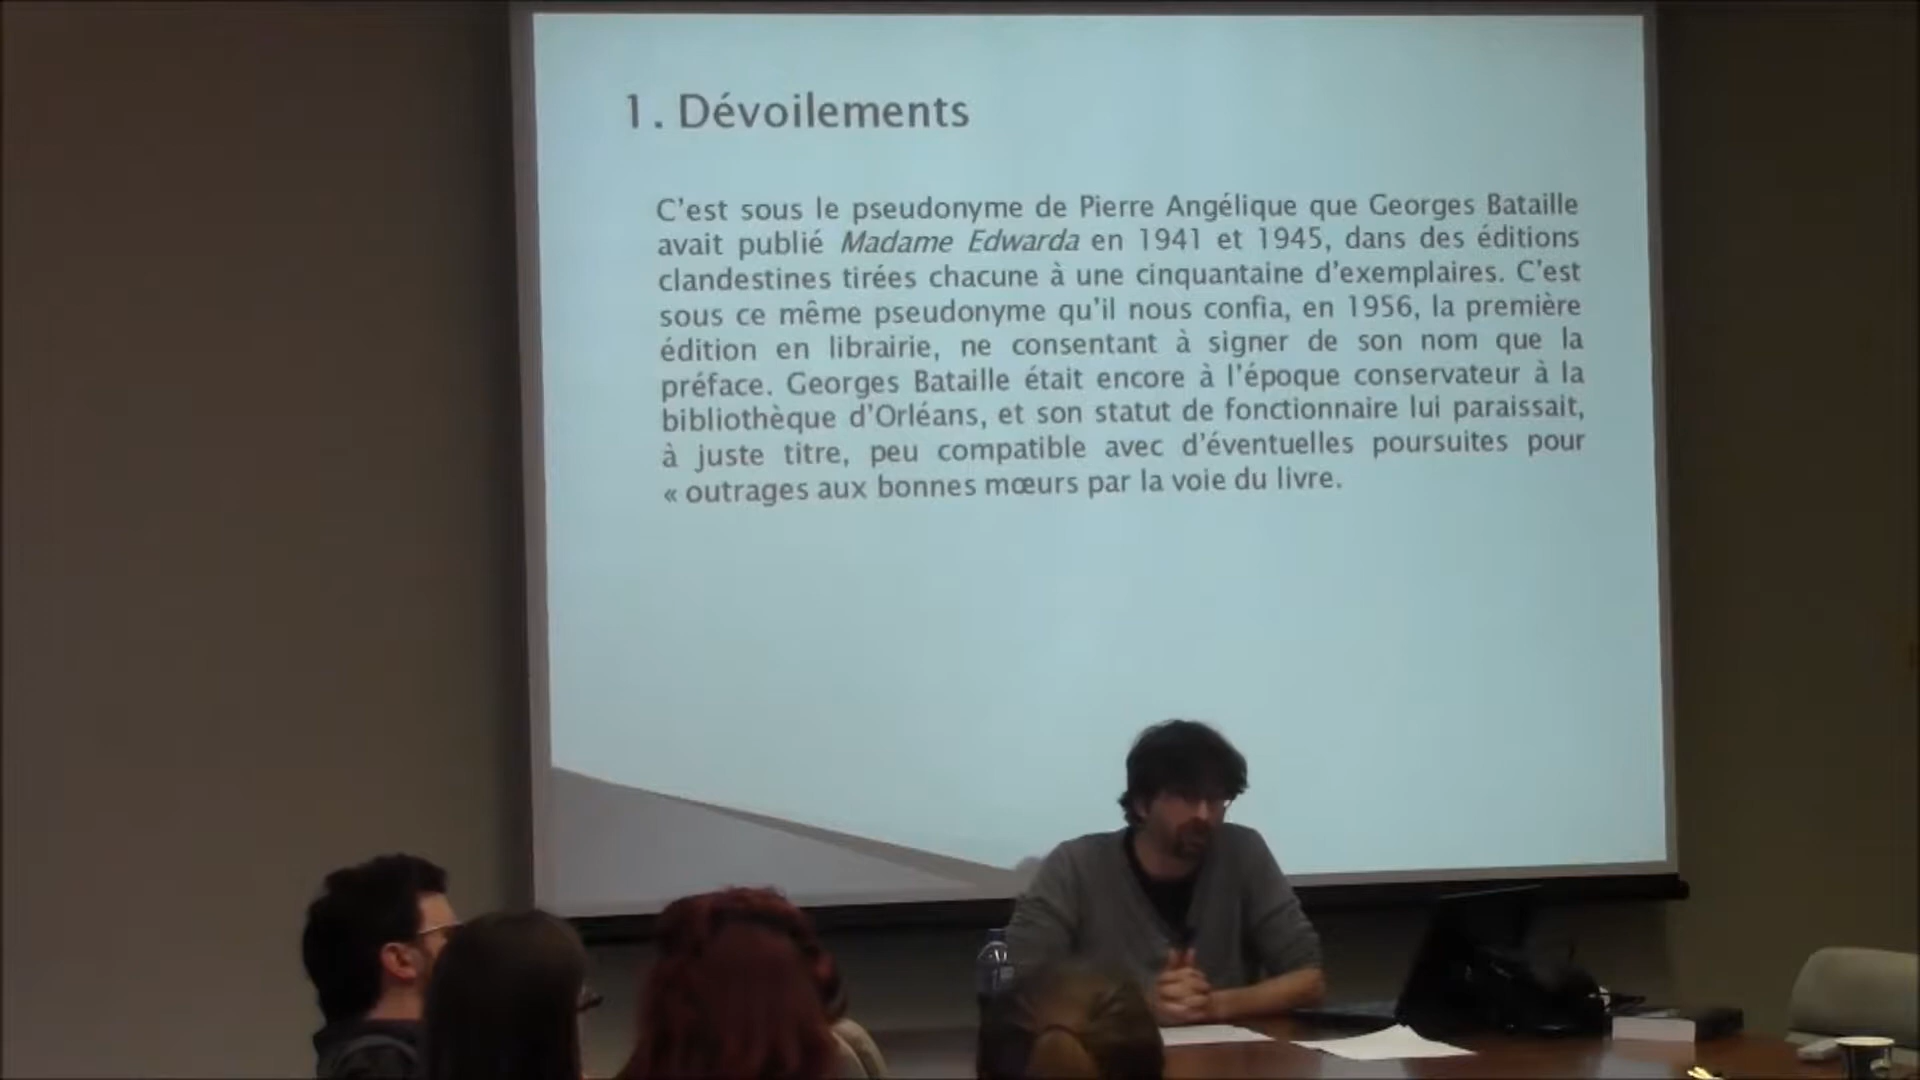 1. Dévoilements
C'est sous le pseudonyme de Pierre Angélique que Georges Bataille
avait publié Madame Edwarda en 1941 et 1945, dans des éditions
clandestines tirées chacune à une cinquantaine d'exemplaires. C'est
sous ce même pseudonyme qu'il nous confia, en 1956, la première
édition en librairie, ne consentant à signer de son nom que la
préface. Georges Bataille était encore à l'époque conservateur à la
bibliothèque d'Orléans, et son statut de fonctionnaire lui paraissait,
à juste titre, peu compatible avec d'éventuelles poursuites pour
« outrages aux bonnes mœurs par la voie du livre.